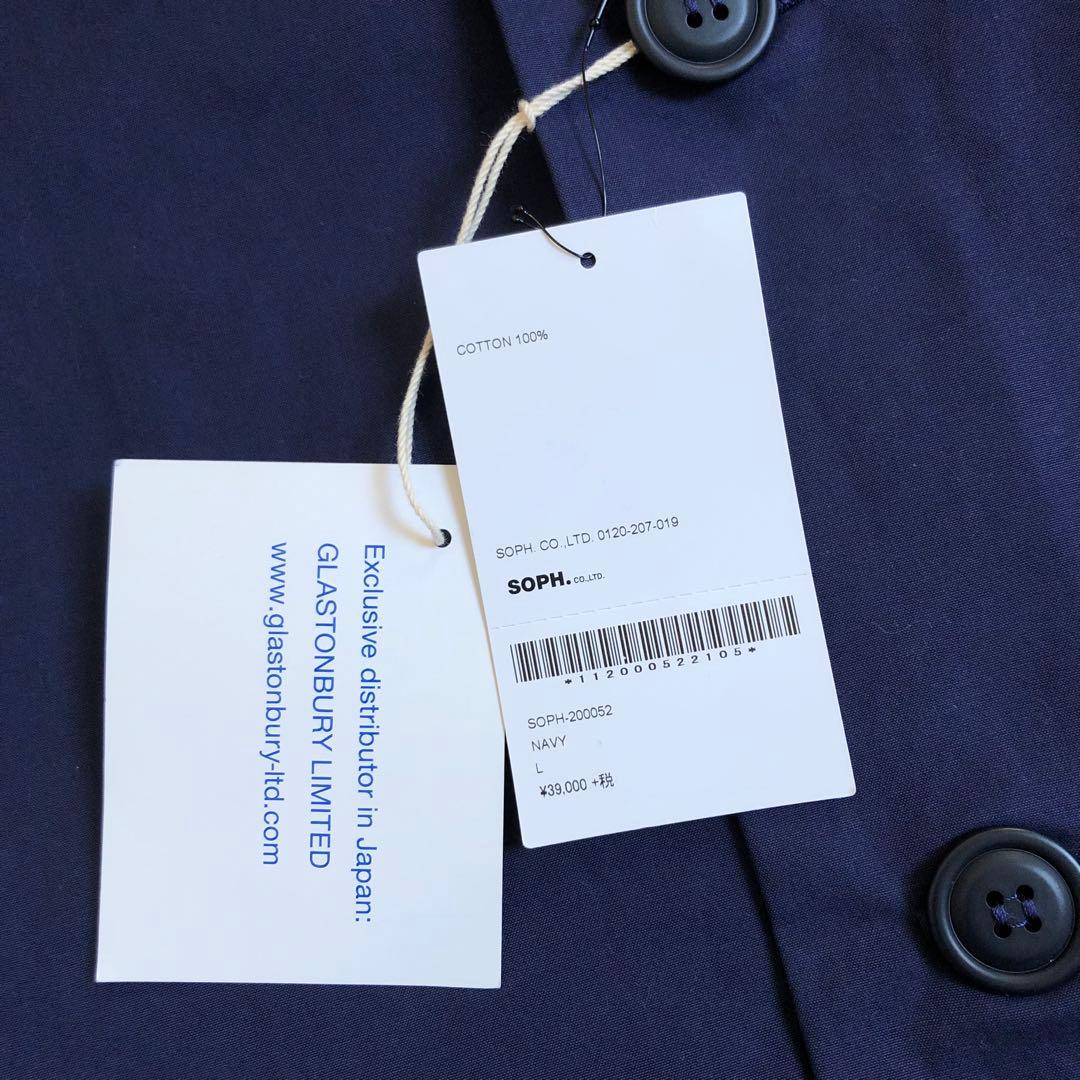 COTTON 100%
SOPH. CO.,LTD. 0120-207-019
SOPH. CO.,LTD.
*112000522105*
SOPH-200052
NAVY
L
¥39,000 +税
Exclusive distributor in Japan:
GLASTONBURY LIMITED
www.glastonbury-ltd.com